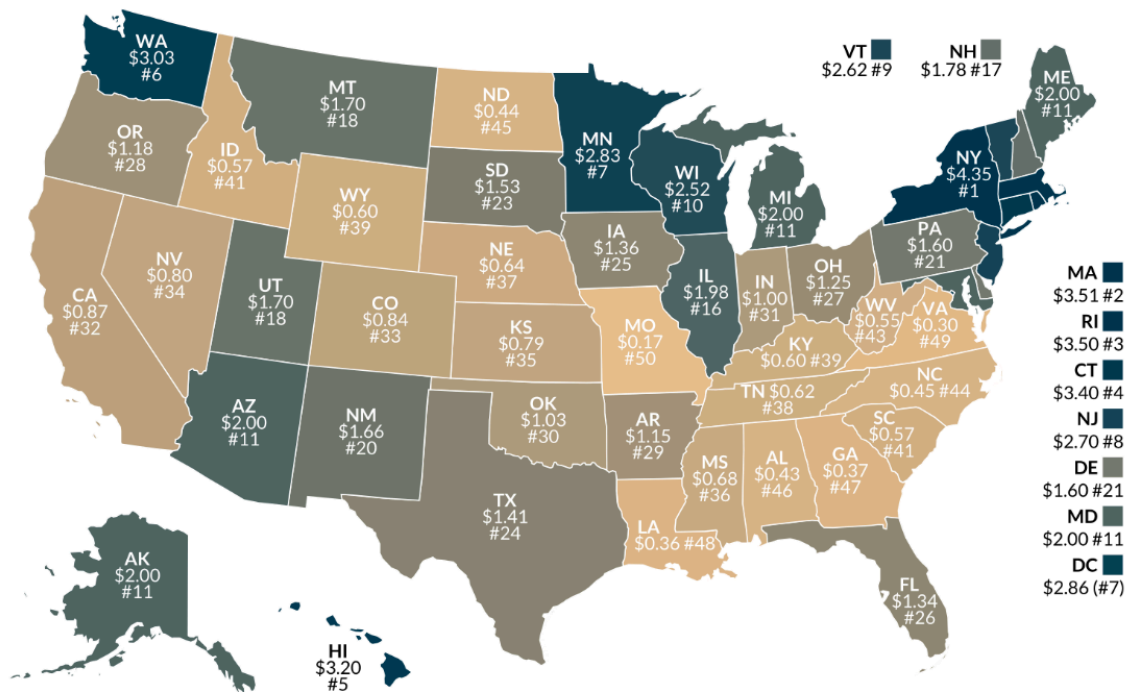 WA
$3.03
#6
VT
$2.62 #9
NH
$1.78 #17
ME
$2.00
#11
MT
$1.70
#18
ND
$0.44
#45
MN
$2.83
#7
OR
$1.18
#28
ID
$0.57
#41
SD
$1.53
#23
WI
$2.52
#10
NY
$4.35
#1
WY
$0.60
#39
MI
$2.00
#11
IA
$1.36
#25
PA
$1.60
#21
NV
$0.80
#34
NE
$0.64
#37
UT
$1.70
#18
IL
$1.98
#16
IN
$1.00
#31
OH
$1.25
#27
MA
$3.51 #2
CA
$0.87
#32
CO
$0.84
#33
KS
$0.79
#35
MO
$0.17
#50
WV
$0.55
#43
VA
$0.30
#49
RI
$3.50 #3
KY
$0.60 #39
CT
$3.40 #4
NC
$0.45 #44
TN $0.62
#38
AZ
$2.00
#11
NM
$1.66
#20
OK
$1.03
#30
AR
$1.15
#29
SC
$0.57
#41
NJ
$2.70 #8
MS
$0.68
#36
AL
$0.43
#46
GA
$0.37
#47
DE
$1.60 #21
TX
$1.41
#24
LA
$0.36 #48
MD
$2.00 #11
AK
$2.00
#11
DC
$2.86 (#7)
FL
$1.34
#26
HI
$3.20
#5